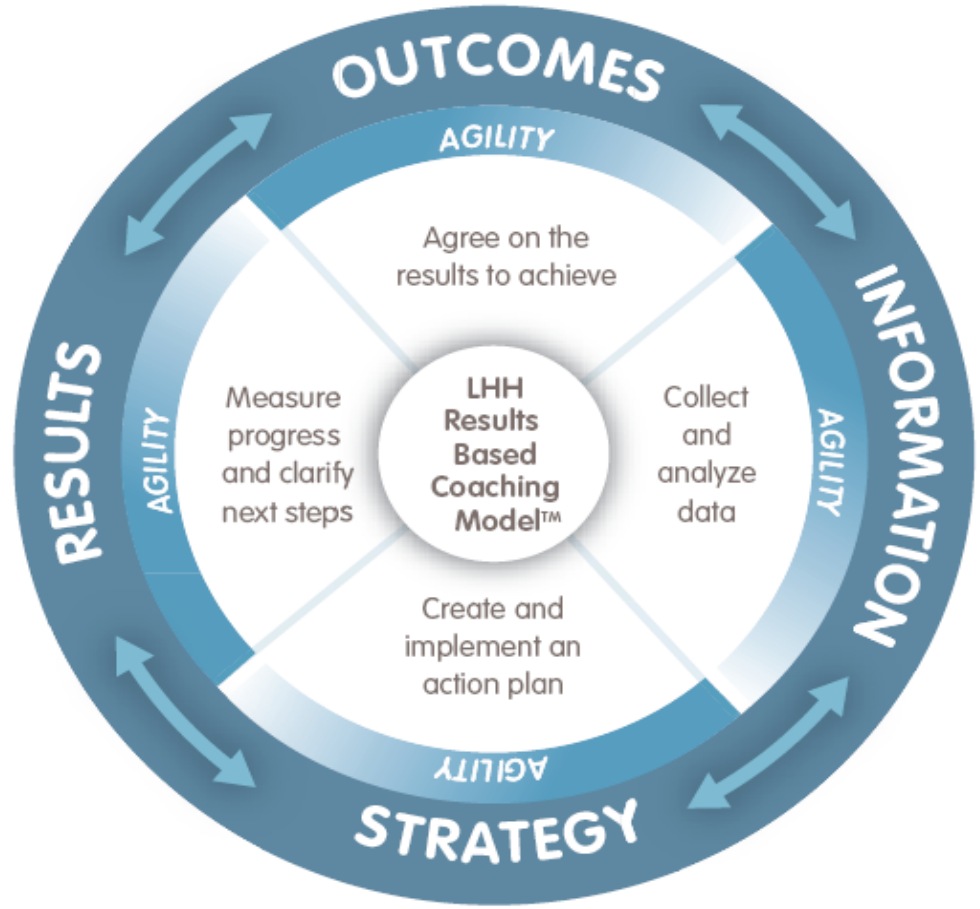 OUTCOMES
AGILITY
Agree on the
results to achieve
INFORMATION
AGILITY
Collect
and
analyze
data
STRATEGY
AGILITY
Create and
implement an
action plan
RESULTS
AGILITY
Measure
progress
and clarify
next steps
LHH
Results
Based
Coaching
Model™